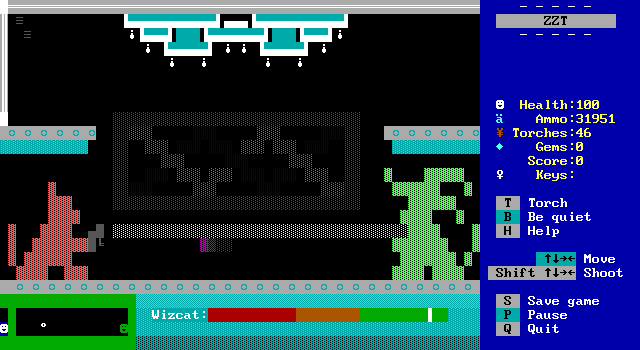 ZZT
Health:100
Ammo:31951
Torches:46
Gems:0
Score:0
Keys:
T Torch
B Be quiet
H Help
↑↓→← Move
Shift ↑↓→← Shoot
S Save game
P Pause
Q Quit
Wizcat: